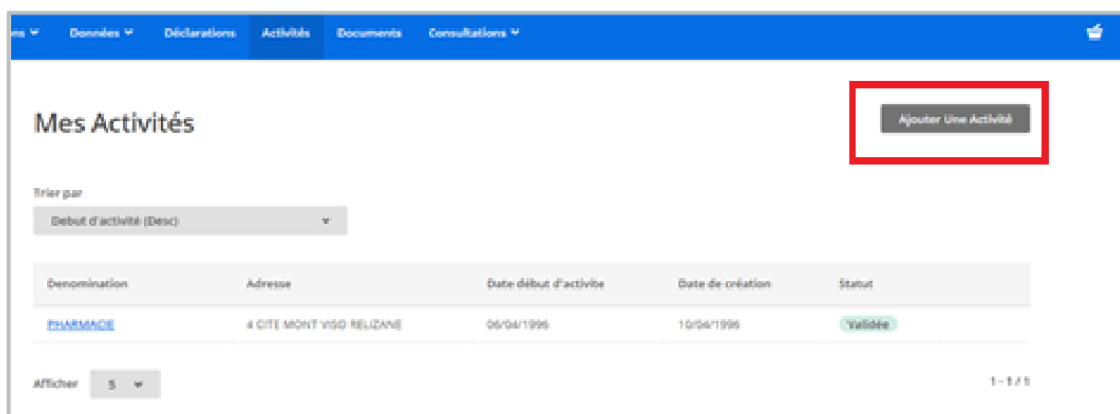 ns Données Déclarations Activités Documents Consultations
Mes Activités
Ajouter Une Activité
Trier par
Debut d'activité (Desc)
Denomination Adresse Date début d'activite Date de création Statut
PHARMACIE 4 CITE MONT VISO RELIZANE 06/04/1996 10/04/1996 Validée
Afficher 5 1 - 1 / 1